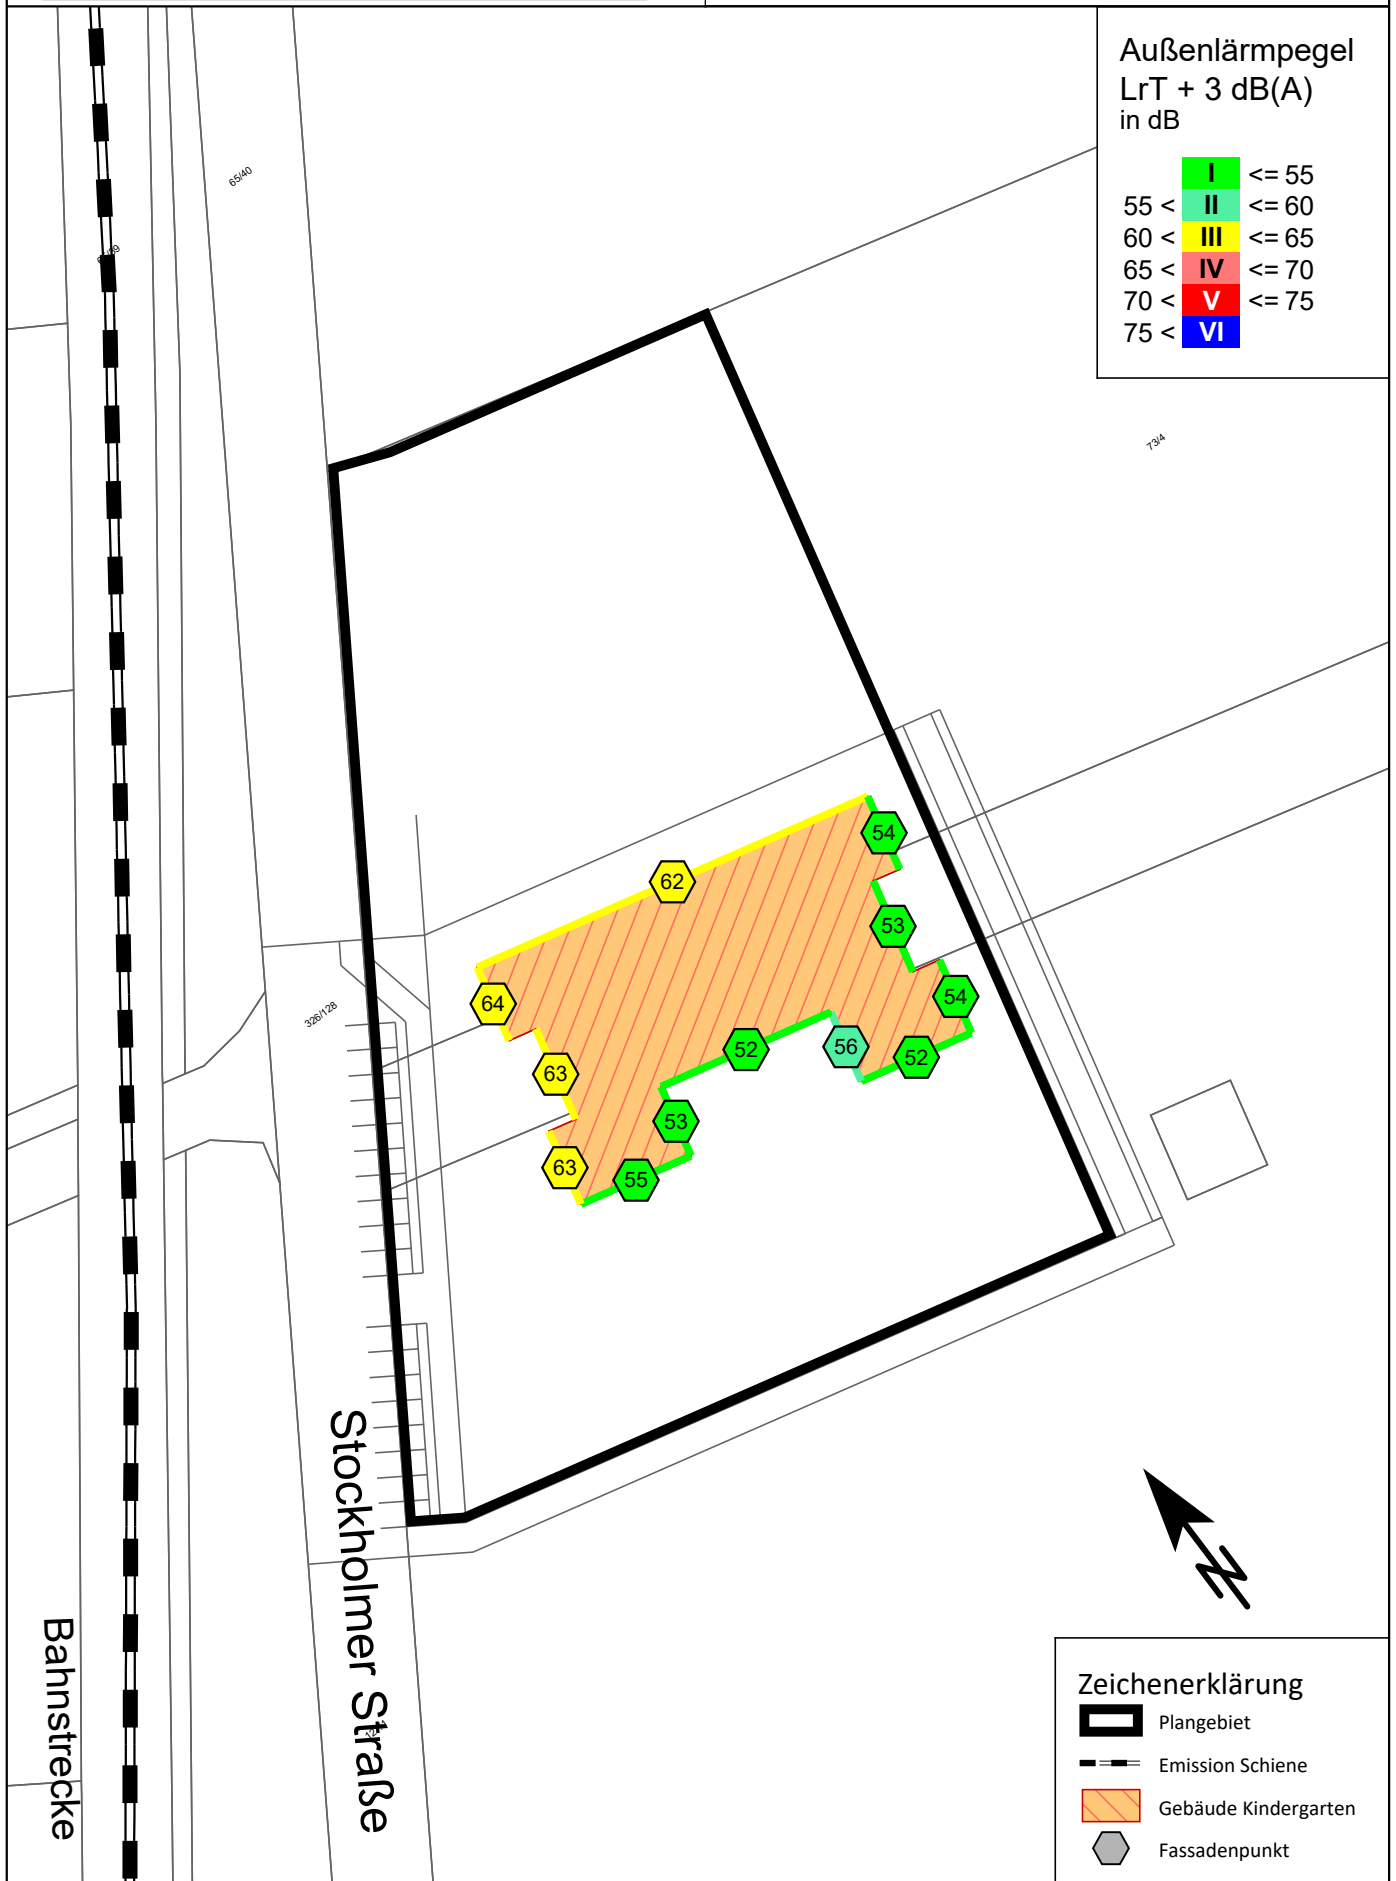 Außenlärmpegel
LrT + 3 dB(A)
in dB
I <= 55
55 < II <= 60
60 < III <= 65
65 < IV <= 70
70 < V <= 75
75 < VI
65/40
73/4
54
62
53
64
54
52
56
52
326/128
63
53
63
55
Stockholmer Straße
Bahnstrecke
Zeichenerklärung
Plangebiet
Emission Schiene
Gebäude Kindergarten
Fassadenpunkt